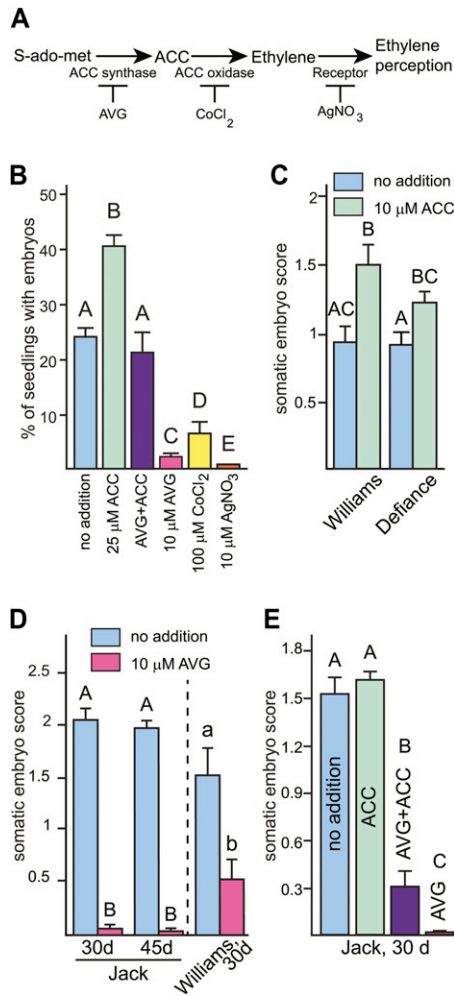 A
S-ado-met ACC Ethylene Ethylene perception
ACC synthase ACC oxidase Receptor
AVG CoCl2 AgNO3
B
% of seedlings with embryos
50
40
30
20
10
A B A C D E
no addition
25 µM ACC
AVG+ACC
10 µM AVG
100 µM CoCl2
10 µM AgNO3
C
no addition
10 µM ACC
somatic embryo score
2
1.5
1
0.5
AC B A BC
Williams Defiance
D
no addition
10 µM AVG
somatic embryo score
2.5
2
1.5
1
0.5
A B A B a b
30d 45d Williams, 30d
Jack
E
somatic embryo score
1.8
1.5
1.2
0.9
0.6
0.3
A A B C
no addition
ACC
AVG+ACC
AVG
Jack, 30 d